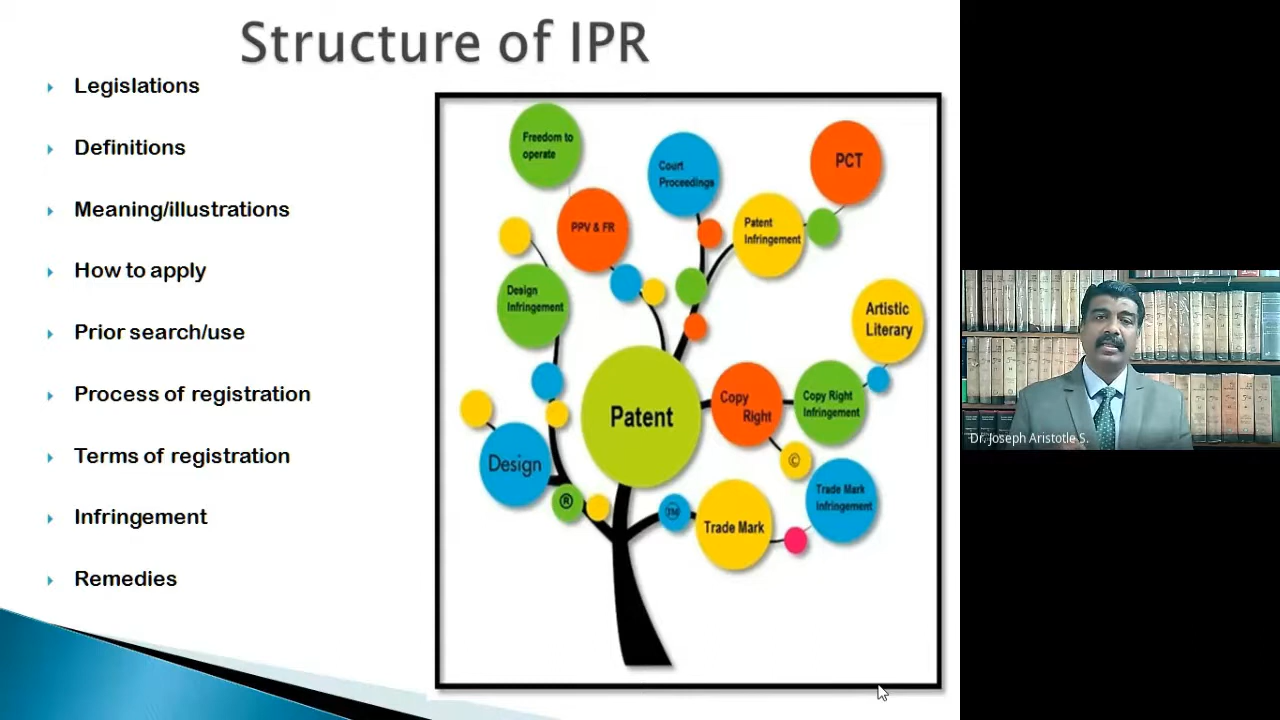 Structure of IPR
Legislations
Definitions
Meaning/illustrations
How to apply
Prior search/use
Process of registration
Terms of registration
Infringement
Remedies
Freedom to
operate
Court
Proceedings
PCT
PPV & FR
Patent
Infringement
Design
Infringement
Artistic
Literary
Patent
Copy
Right
Copy Right
Infringement
Design
©
®
TM
Trade Mark
Trade Mark
Infringement
Dr. Joseph Aristotle S.